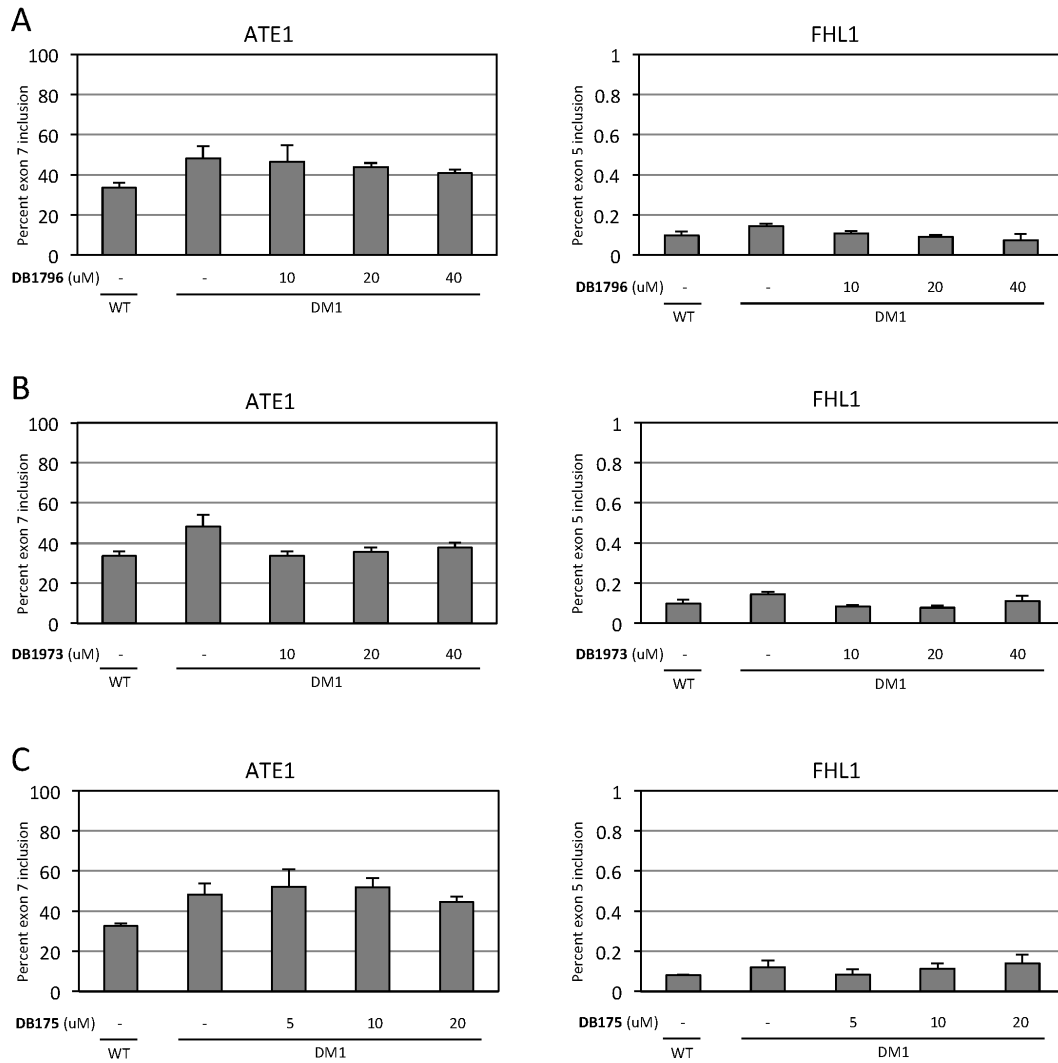 A
ATE1
Percent exon 7 inclusion
100
80
60
40
20
0
DB1796 (uM) - - 10 20 40
WT DM1
FHL1
Percent exon 5 inclusion
1
0.8
0.6
0.4
0.2
0
DB1796 (uM) - - 10 20 40
WT DM1
B
ATE1
Percent exon 7 inclusion
100
80
60
40
20
0
DB1973 (uM) - - 10 20 40
WT DM1
FHL1
Percent exon 5 inclusion
1
0.8
0.6
0.4
0.2
0
DB1973 (uM) - - 10 20 40
WT DM1
C
ATE1
Percent exon 7 inclusion
100
80
60
40
20
0
DB175 (uM) - - 5 10 20
WT DM1
FHL1
Percent exon 5 inclusion
1
0.8
0.6
0.4
0.2
0
DB175 (uM) - - 5 10 20
WT DM1